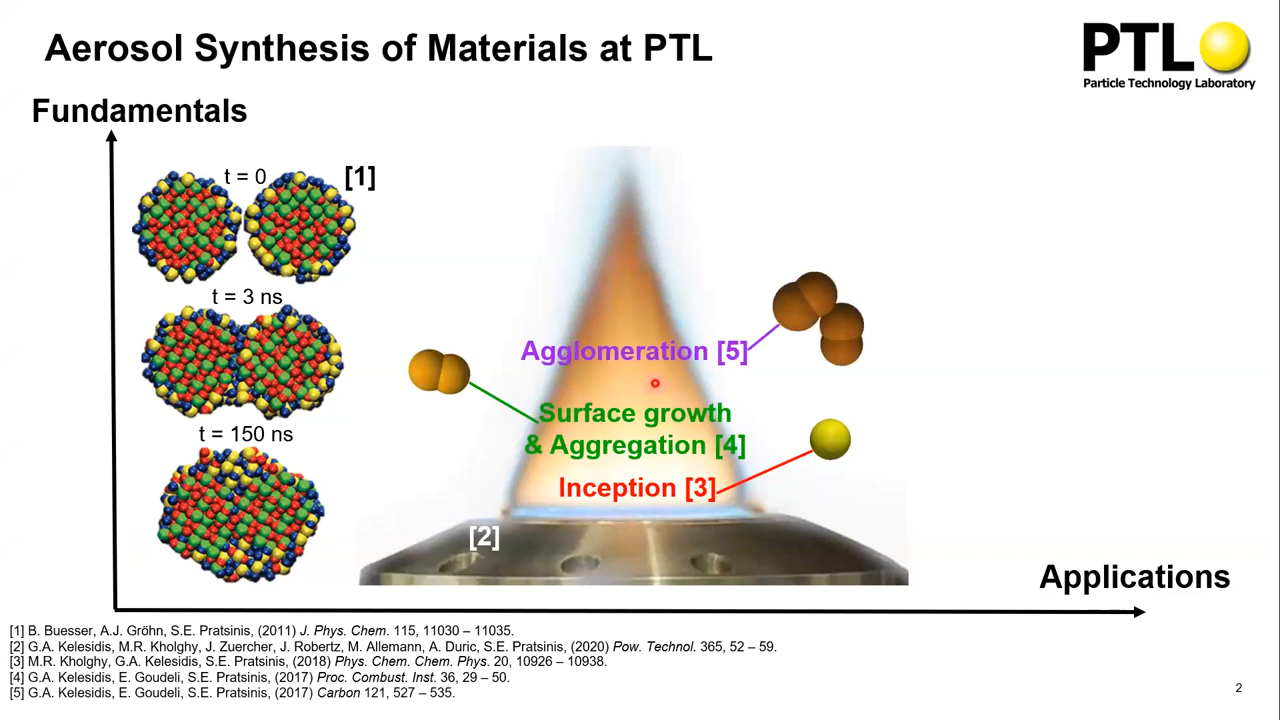 Aerosol Synthesis of Materials at PTL
PTL
Particle Technology Laboratory
Fundamentals
t = 0
[1]
t = 3 ns
t = 150 ns
Agglomeration [5]
Surface growth
& Aggregation [4]
Inception [3]
[2]
Applications
[1] B. Buesser, A.J. Gröhn, S.E. Pratsinis, (2011) J. Phys. Chem. 115, 11030 – 11035.
[2] G.A. Kelesidis, M.R. Kholghy, J. Zuercher, J. Robertz, M. Allemann, A. Duric, S.E. Pratsinis, (2020) Pow. Technol. 365, 52 – 59.
[3] M.R. Kholghy, G.A. Kelesidis, S.E. Pratsinis, (2018) Phys. Chem. Chem. Phys. 20, 10926 – 10938.
[4] G.A. Kelesidis, E. Goudeli, S.E. Pratsinis, (2017) Proc. Combust. Inst. 36, 29 – 50.
[5] G.A. Kelesidis, E. Goudeli, S.E. Pratsinis, (2017) Carbon 121, 527 – 535.
2